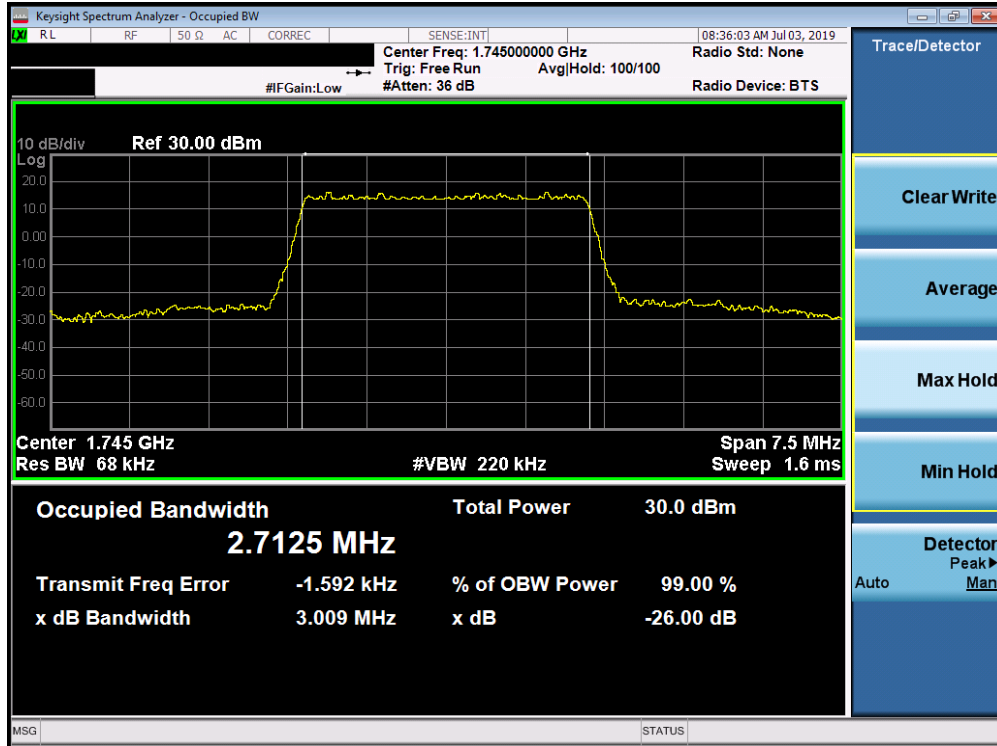 Keysight Spectrum Analyzer - Occupied BW
LXI RL RF 50 Ω AC CORREC SENSE:INT 08:36:03 AM Jul 03, 2019
Center Freq: 1.745000000 GHz Radio Std: None
Trig: Free Run Avg|Hold: 100/100
#IFGain:Low #Atten: 36 dB Radio Device: BTS
10 dB/div Ref 30.00 dBm
Log
20.0
10.0
0.00
-10.0
-20.0
-30.0
-40.0
-50.0
-60.0
Center 1.745 GHz Span 7.5 MHz
Res BW 68 kHz #VBW 220 kHz Sweep 1.6 ms
Occupied Bandwidth Total Power 30.0 dBm
2.7125 MHz
Transmit Freq Error -1.592 kHz % of OBW Power 99.00 %
x dB Bandwidth 3.009 MHz x dB -26.00 dB
MSG STATUS
Trace/Detector
Clear Write
Average
Max Hold
Min Hold
Detector
Peak▶
Auto Man